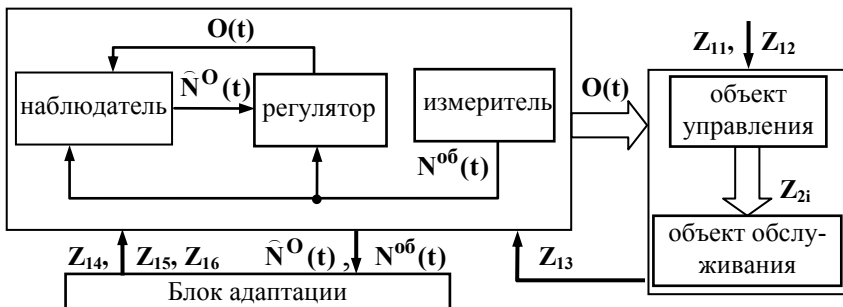 O(t)
наблюдатель
N̂ᴼ(t)
регулятор
измеритель
Nᵒᵇ(t)
O(t)
Z₁₁, Z₁₂
объект
управления
Z₂ᵢ
объект обслу-
живания
Z₁₃
Z₁₄, Z₁₅, Z₁₆
N̂ᴼ(t), Nᵒᵇ(t)
Блок адаптации